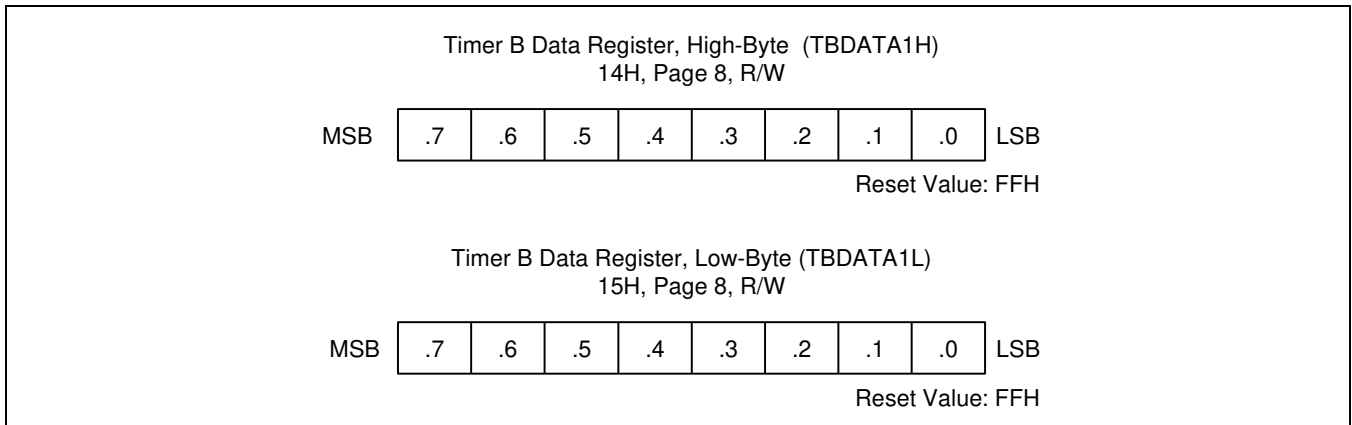 Timer B Data Register, High-Byte (TBDATA1H)
14H, Page 8, R/W
MSB .7 .6 .5 .4 .3 .2 .1 .0 LSB
Reset Value: FFH
Timer B Data Register, Low-Byte (TBDATA1L)
15H, Page 8, R/W
MSB .7 .6 .5 .4 .3 .2 .1 .0 LSB
Reset Value: FFH